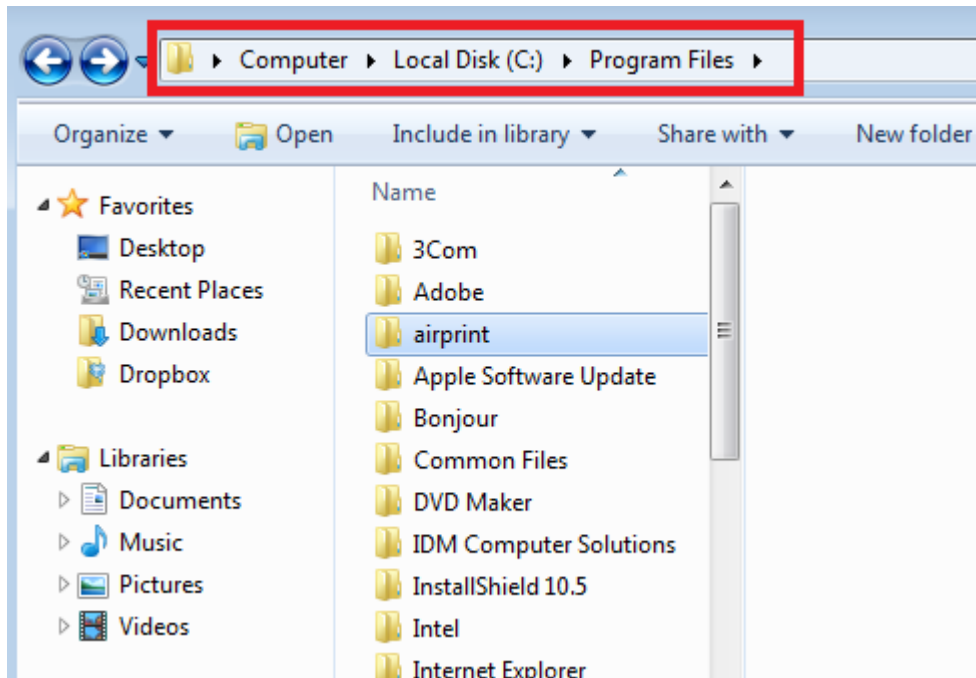 Computer Local Disk (C:) Program Files
Organize Open Include in library Share with New folder
Name
Favorites
Desktop
Recent Places
Downloads
Dropbox
Libraries
Documents
Music
Pictures
Videos
3Com
Adobe
airprint
Apple Software Update
Bonjour
Common Files
DVD Maker
IDM Computer Solutions
InstallShield 10.5
Intel
Internet Explorer